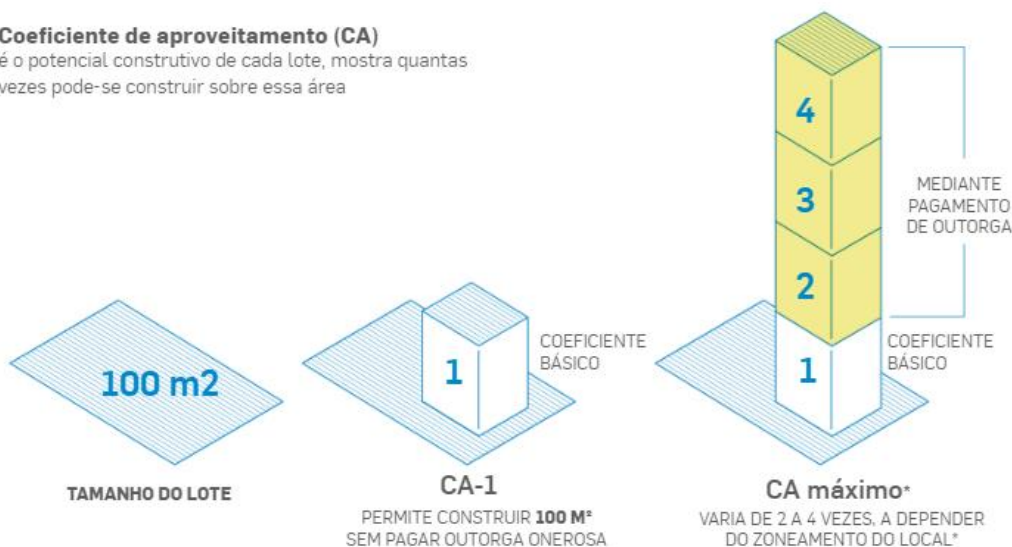 Coeficiente de aproveitamento (CA)
é o potencial construtivo de cada lote, mostra quantas
vezes pode-se construir sobre essa área
100 m2
TAMANHO DO LOTE
1
COEFICIENTE
BÁSICO
CA-1
PERMITE CONSTRUIR 100 M²
SEM PAGAR OUTORGA ONEROSA
4
3
2
1
MEDIANTE
PAGAMENTO
DE OUTORGA
COEFICIENTE
BÁSICO
CA máximo*
VARIA DE 2 A 4 VEZES, A DEPENDER
DO ZONEAMENTO DO LOCAL*